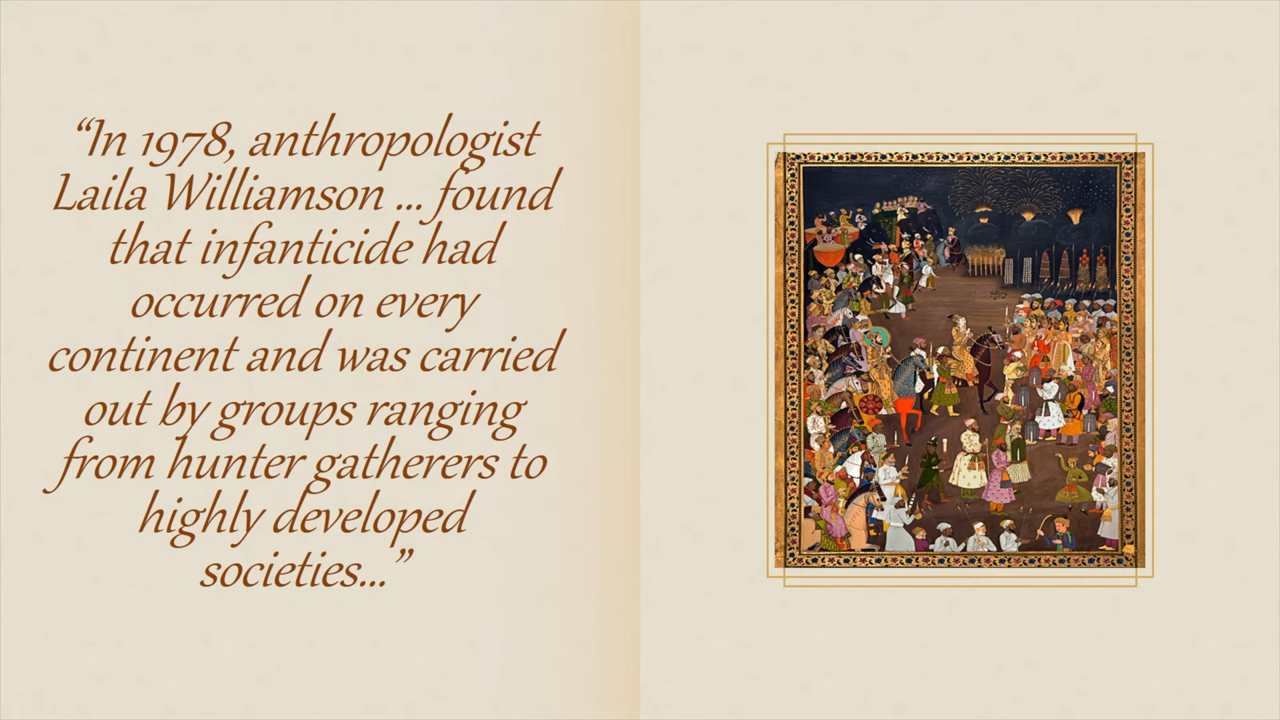 “In 1978, anthropologist
Laila Williamson ... found
that infanticide had
occurred on every
continent and was carried
out by groups ranging
from hunter gatherers to
highly developed
societies...”